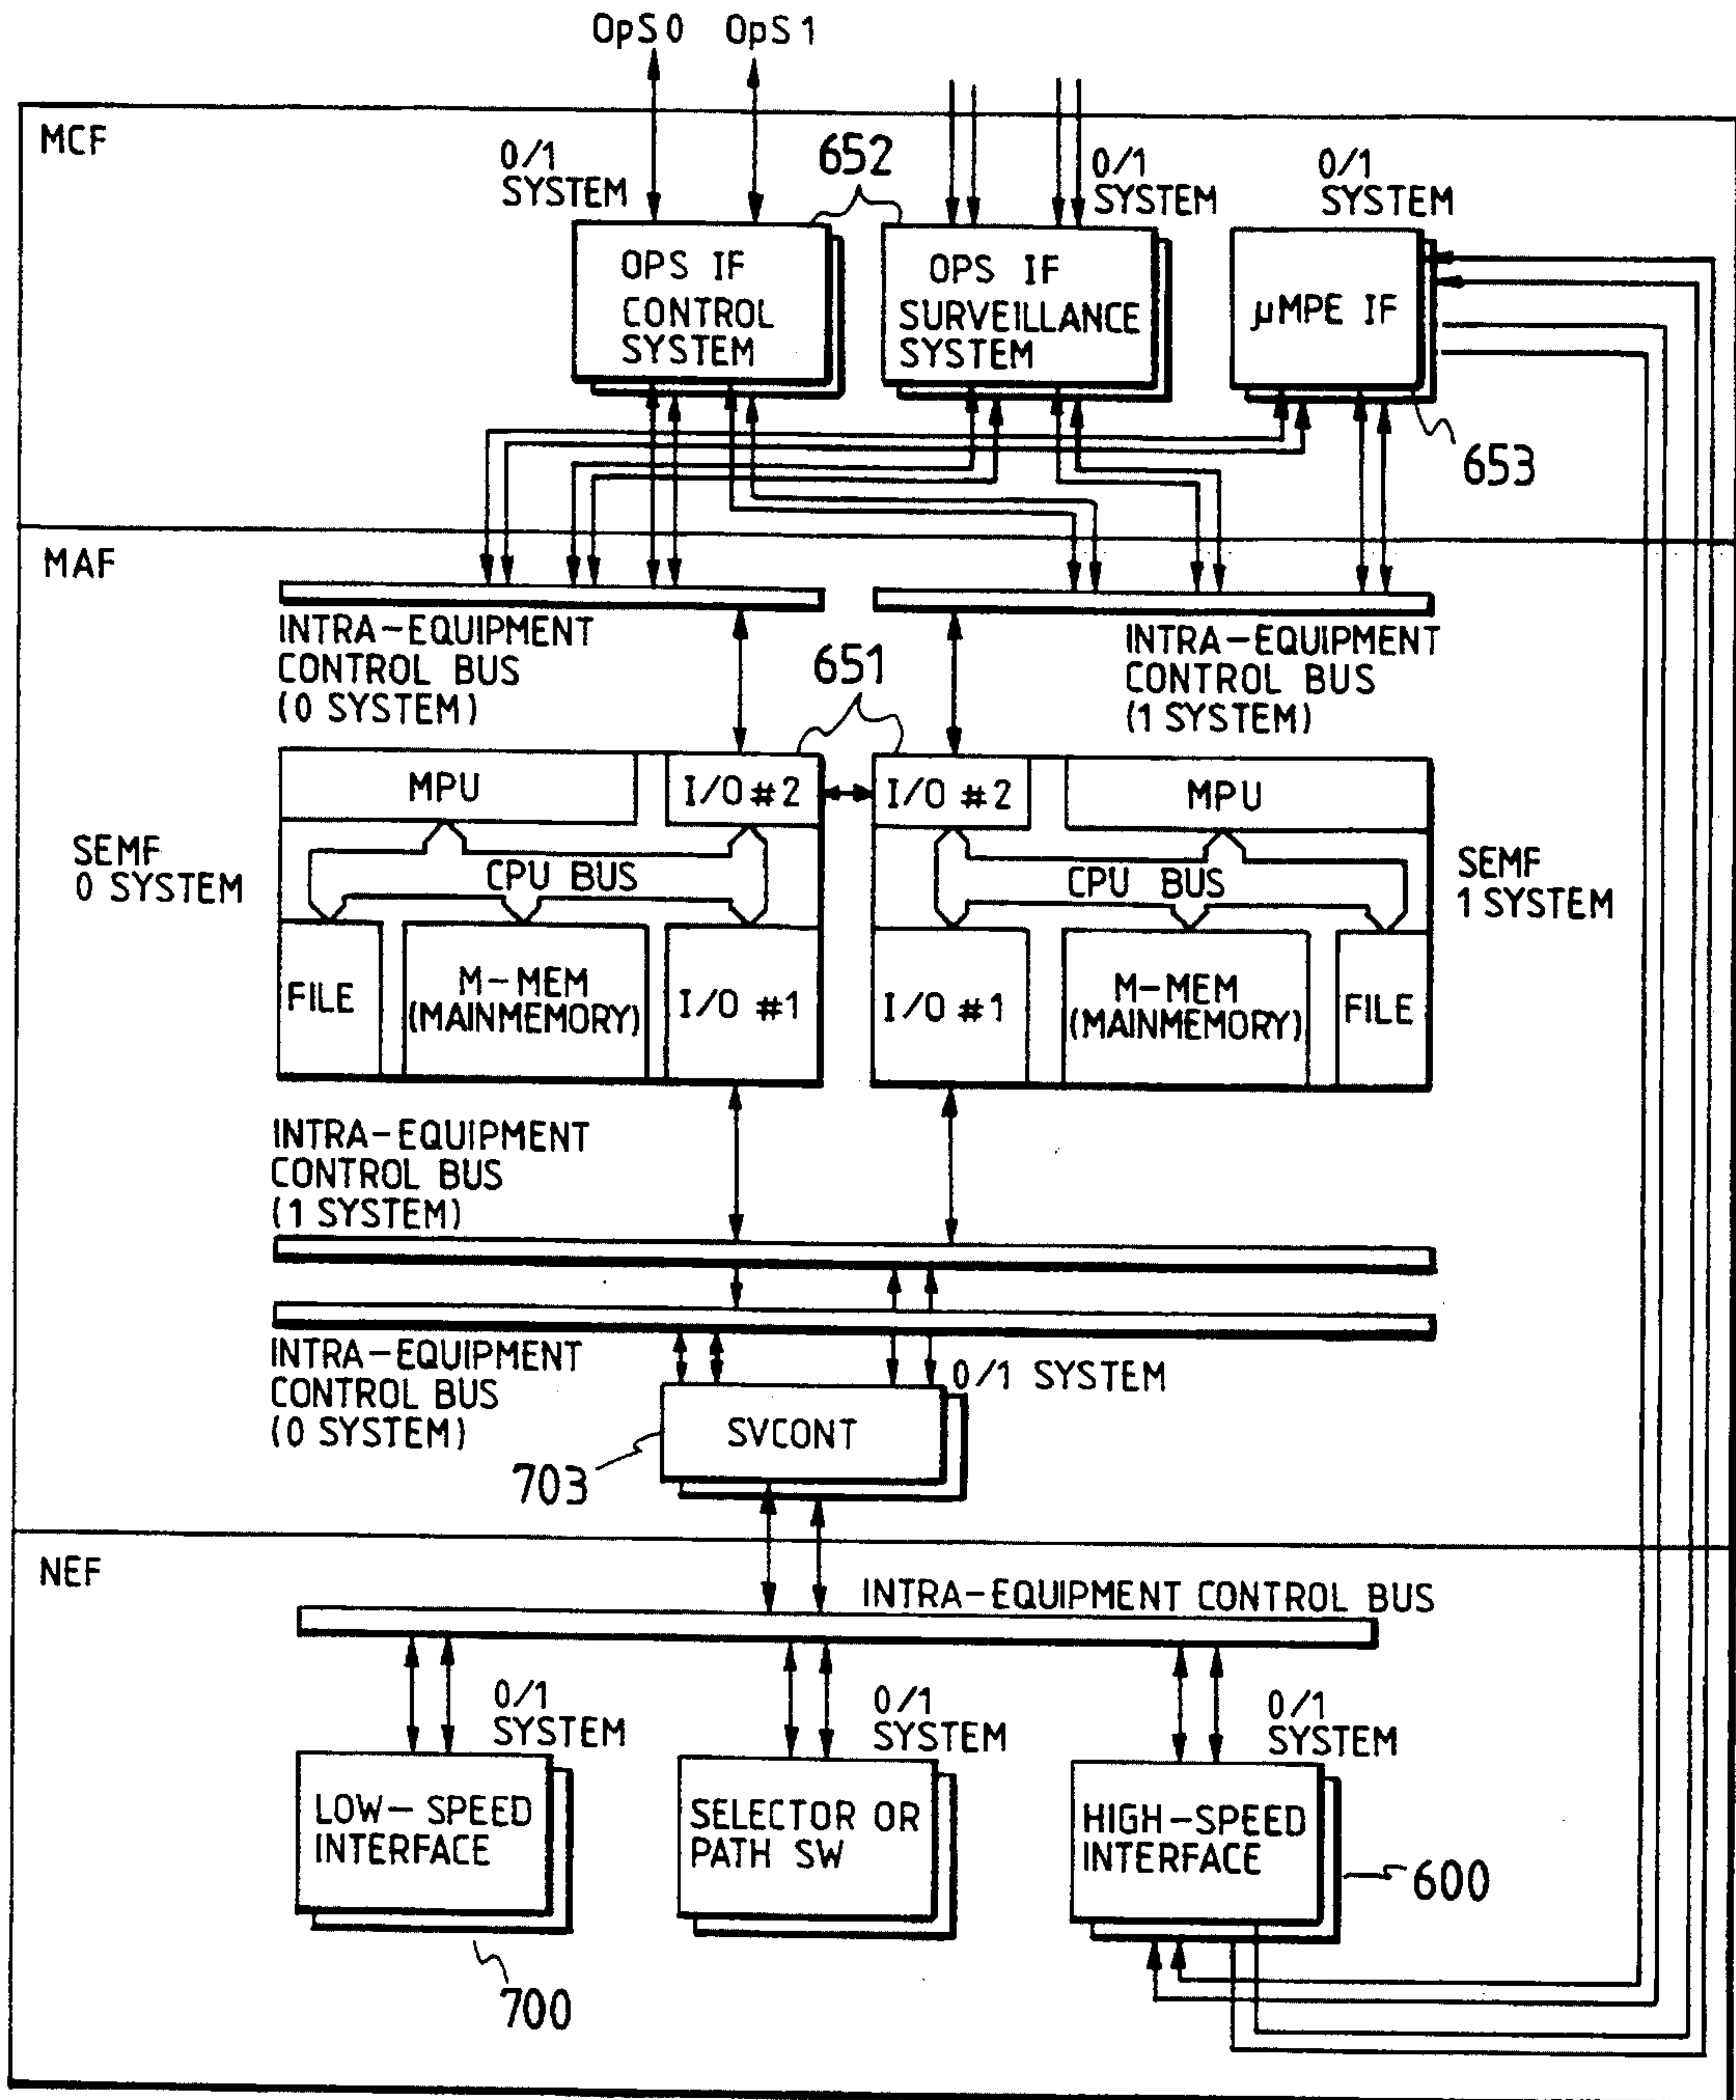 OpS0 OpS1
MCF
0/1
SYSTEM
652
0/1
SYSTEM
0/1
SYSTEM
OPS IF
CONTROL
SYSTEM
OPS IF
SURVEILLANCE
SYSTEM
μMPE IF
653
MAF
INTRA-EQUIPMENT
CONTROL BUS
(0 SYSTEM)
651
INTRA-EQUIPMENT
CONTROL BUS
(1 SYSTEM)
SEMF
0 SYSTEM
MPU
I/O #2
CPU BUS
FILE
M-MEM
(MAINMEMORY)
I/O #1
I/O #2
MPU
CPU BUS
I/O #1
M-MEM
(MAINMEMORY)
FILE
SEMF
1 SYSTEM
INTRA-EQUIPMENT
CONTROL BUS
(1 SYSTEM)
INTRA-EQUIPMENT
CONTROL BUS
(0 SYSTEM)
0/1 SYSTEM
SVCONT
703
NEF
INTRA-EQUIPMENT CONTROL BUS
0/1
SYSTEM
0/1
SYSTEM
0/1
SYSTEM
LOW-SPEED
INTERFACE
SELECTOR OR
PATH SW
HIGH-SPEED
INTERFACE
600
700